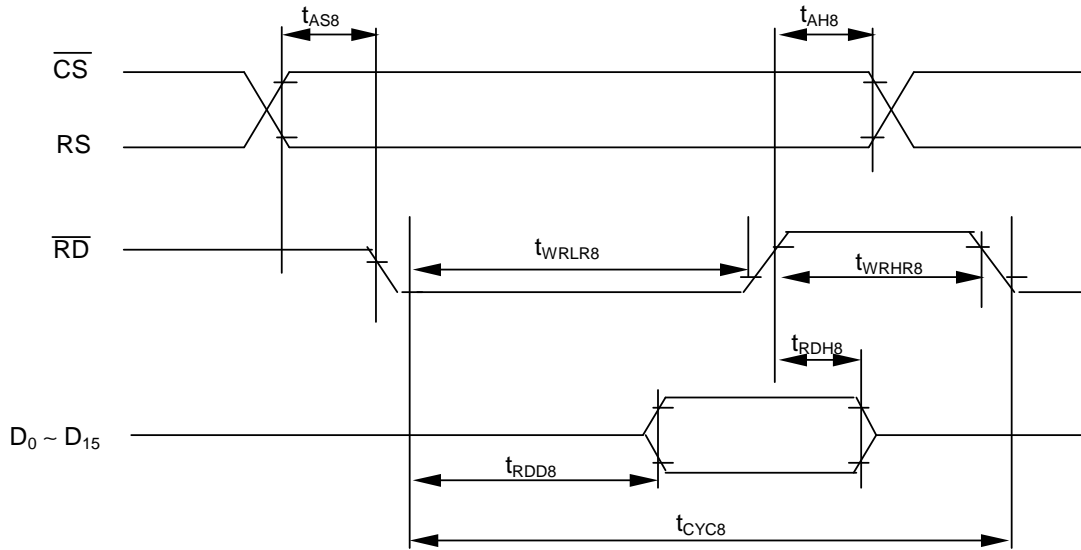 tAS8
tAH8
CS
RS
RD
tWRLR8
tWRHR8
tRDH8
D0 ~ D15
tRDD8
tCYC8